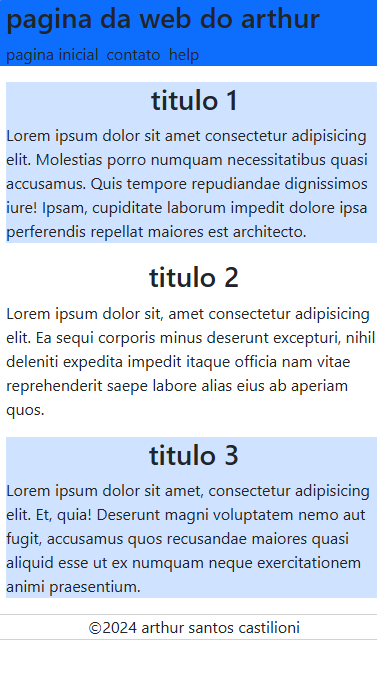 pagina da web do arthur
pagina inicial contato help
titulo 1
Lorem ipsum dolor sit amet consectetur adipisicing
elit. Molestias porro numquam necessitatibus quasi
accusamus. Quis tempore repudiandae dignissimos
iure! Ipsam, cupiditate laborum impedit dolore ipsa
perferendis repellat maiores est architecto.
titulo 2
Lorem ipsum dolor sit, amet consectetur adipisicing
elit. Ea sequi corporis minus deserunt excepturi, nihil
deleniti expedita impedit itaque officia nam vitae
reprehenderit saepe labore alias eius ab aperiam
quos.
titulo 3
Lorem ipsum dolor sit amet, consectetur adipisicing
elit. Et, quia! Deserunt magni voluptatem nemo aut
fugit, accusamus quos recusandae maiores quasi
aliquid esse ut ex numquam neque exercitationem
animi praesentium.
©2024 arthur santos castilioni